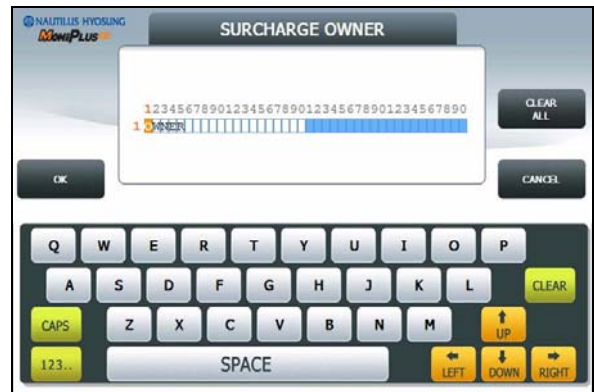 NAUTILUS HYOSUNG
MoniPlus
SURCHARGE OWNER
1234567890123456789012345678901234567890
1 OWNER
CLEAR
ALL
OK
CANCEL
Q W E R T Y U I O P
A S D F G H J K L CLEAR
CAPS Z X C V B N M UP
123.. SPACE LEFT DOWN RIGHT